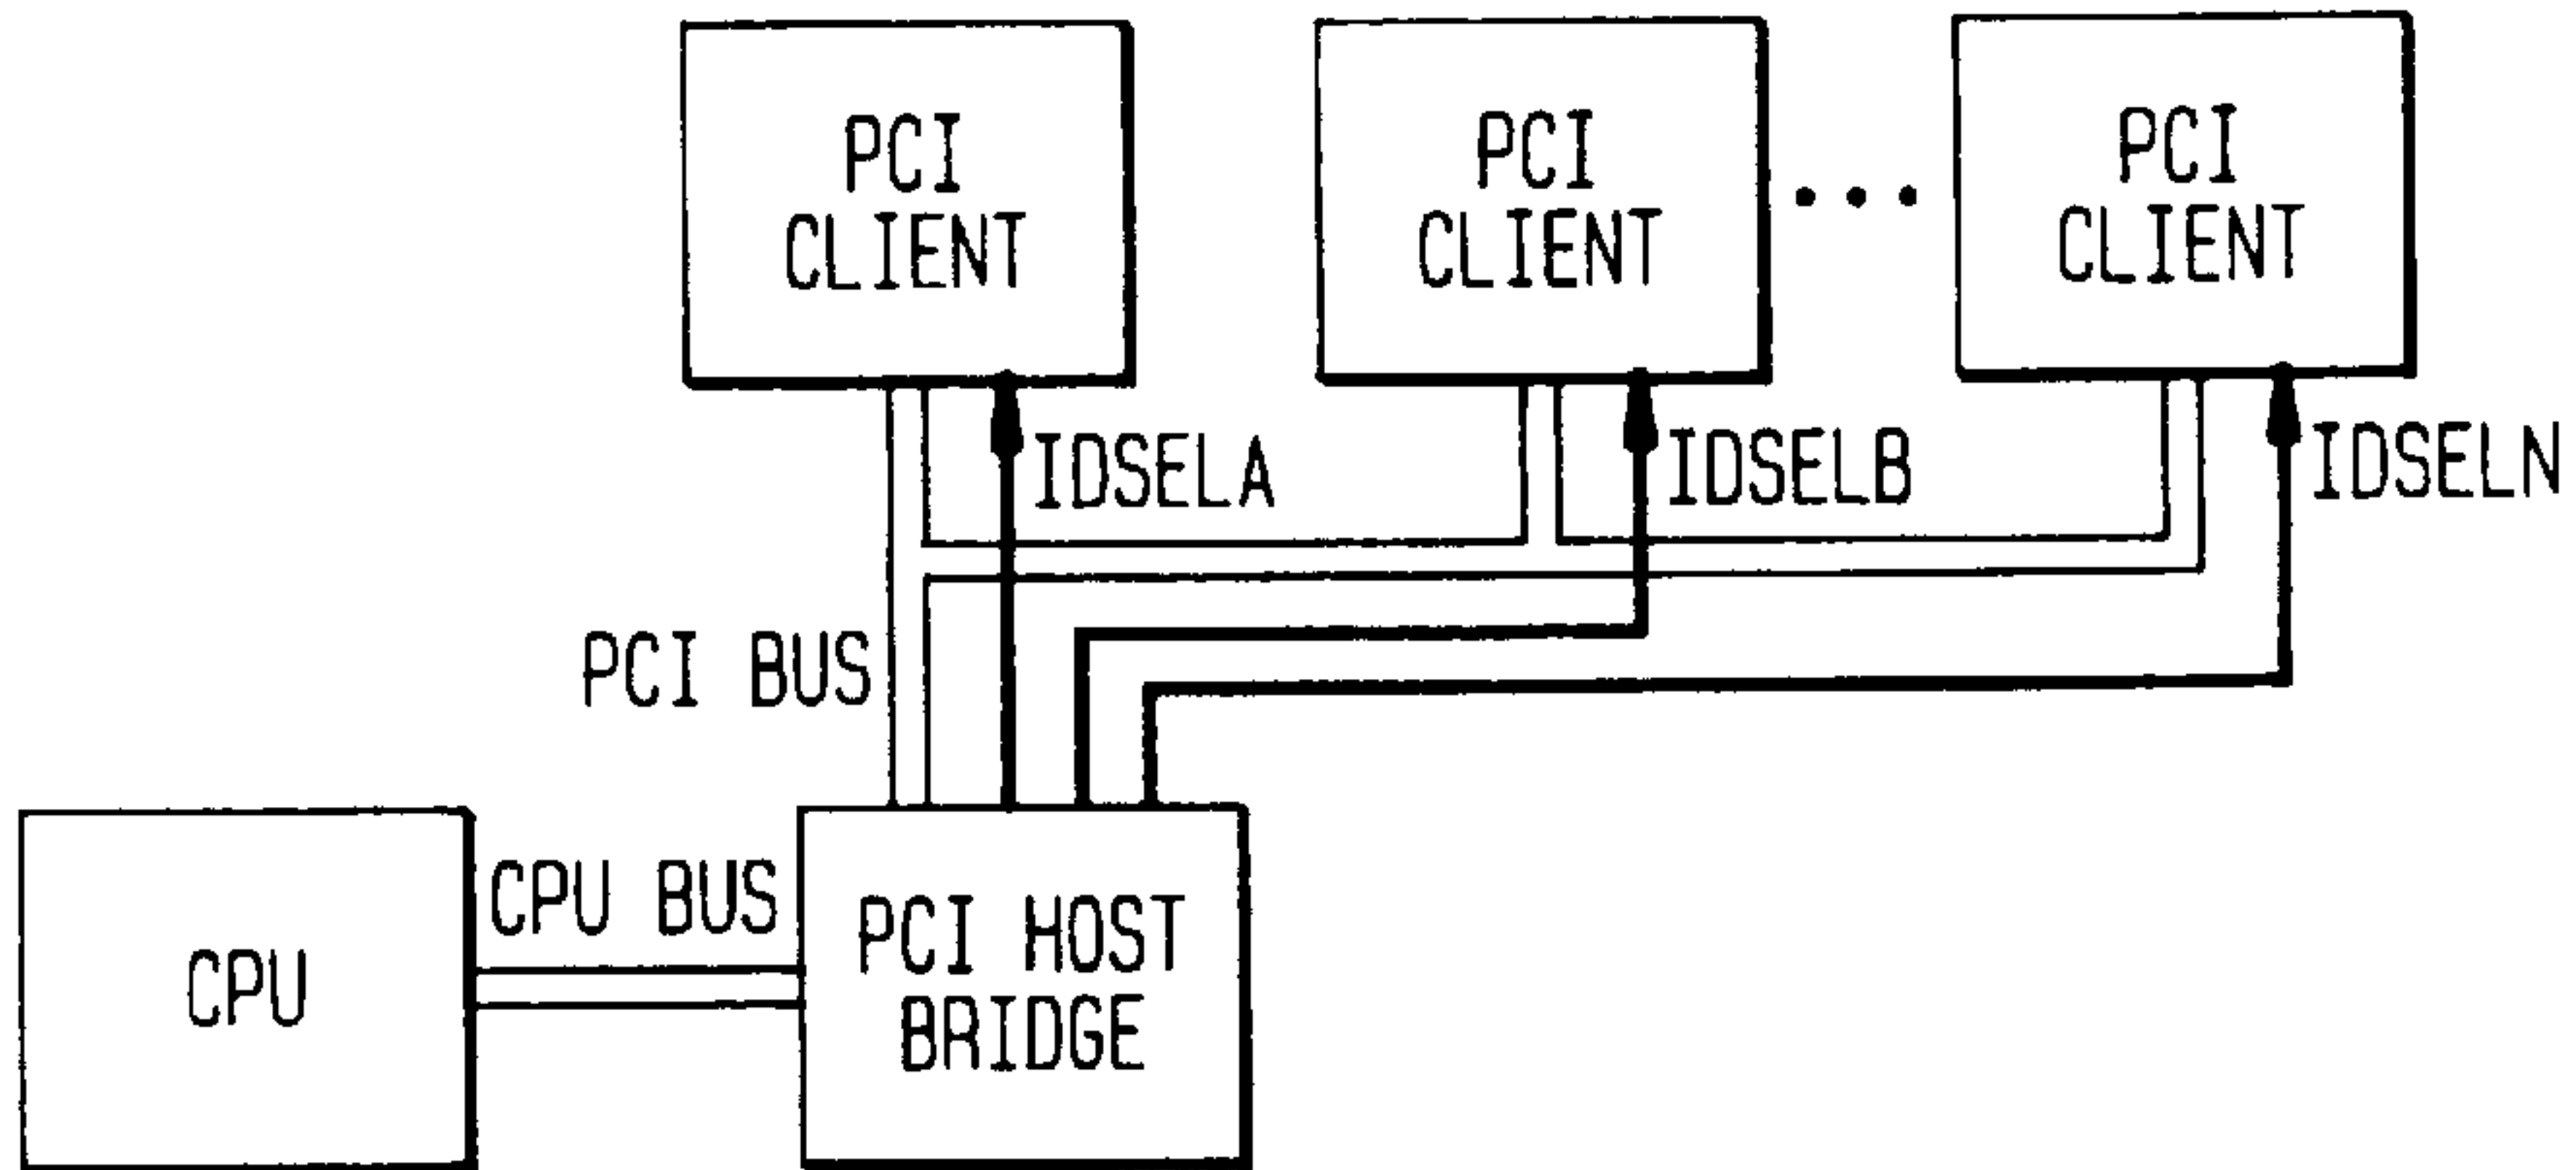 PCI
CLIENT
PCI
CLIENT
• • •
PCI
CLIENT
IDSELA
IDSELB
IDSELN
PCI BUS
CPU BUS
CPU
PCI HOST
BRIDGE